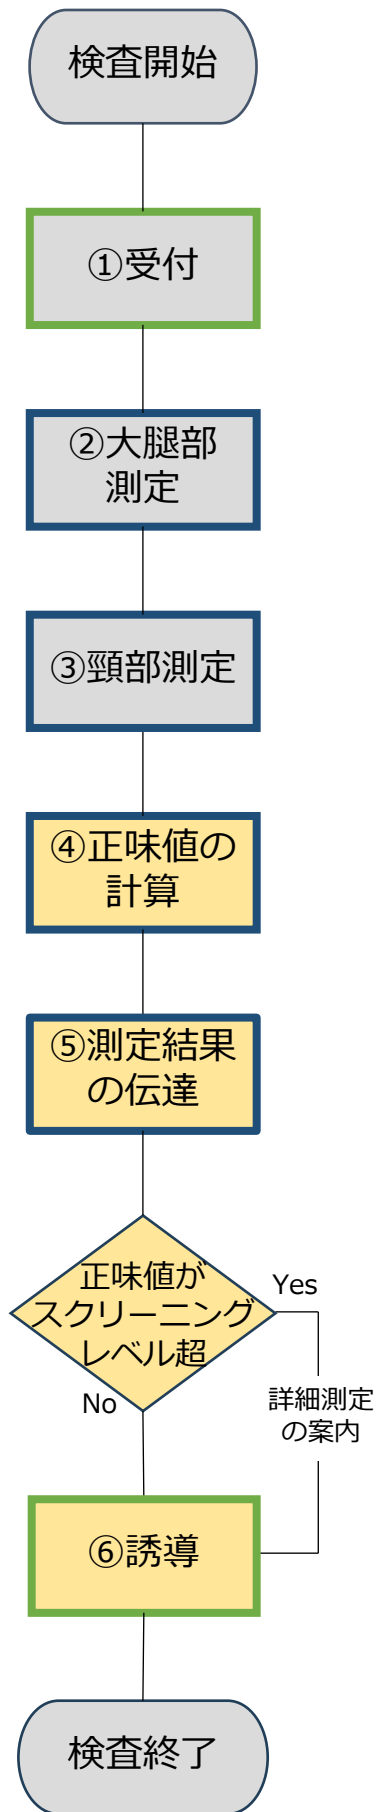 検査開始
①受付
②大腿部
測定
③頸部測定
④正味値の
計算
⑤測定結果
の伝達
正味値が
スクリーニング
レベル超
Yes
No
詳細測定
の案内
⑥誘導
検査終了